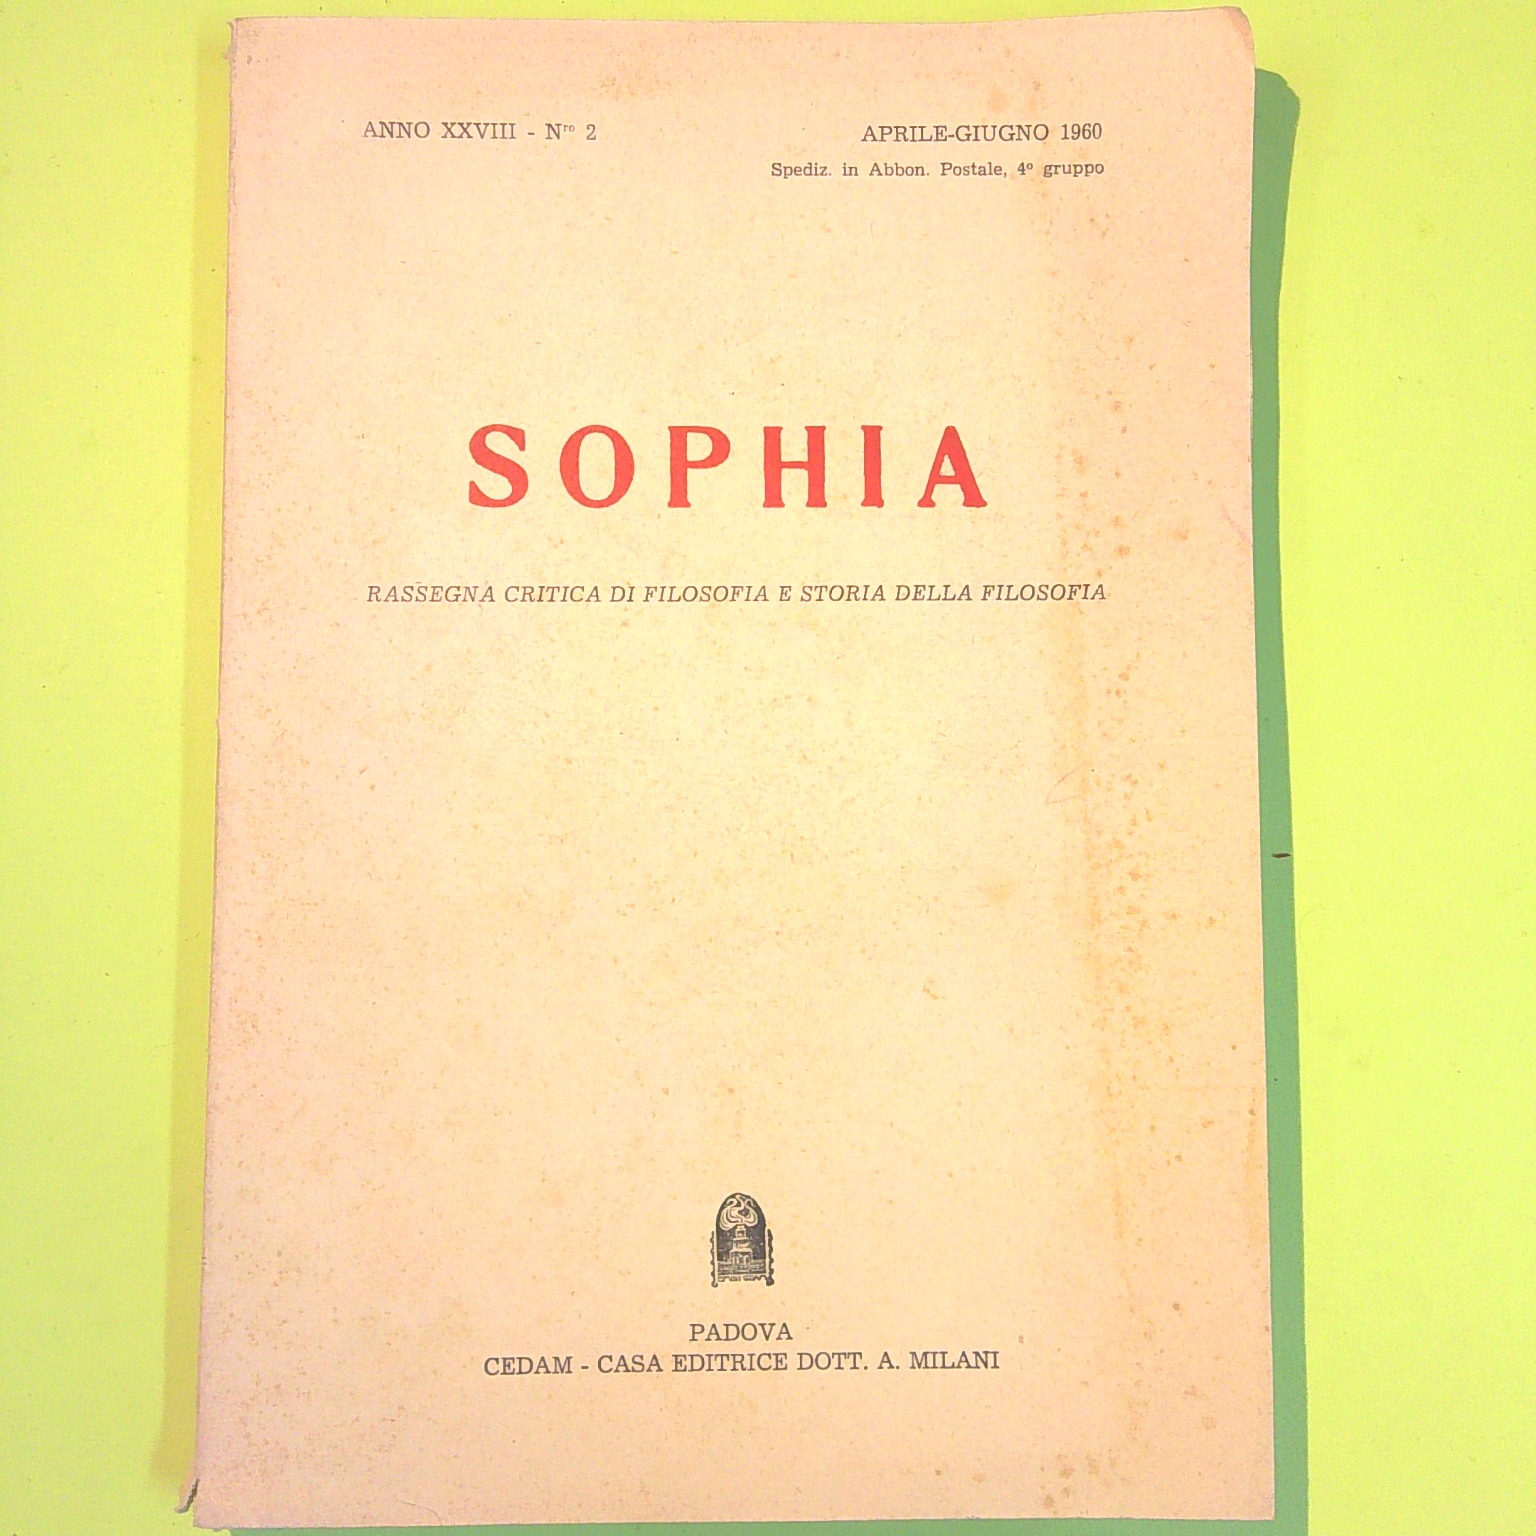 ANNO XXVIII - Nro 2
APRILE-GIUGNO 1960
Spediz. in Abbon. Postale, 4º gruppo
SOPHIA
RASSEGNA CRITICA DI FILOSOFIA E STORIA DELLA FILOSOFIA
PADOVA
CEDAM - CASA EDITRICE DOTT. A. MILANI